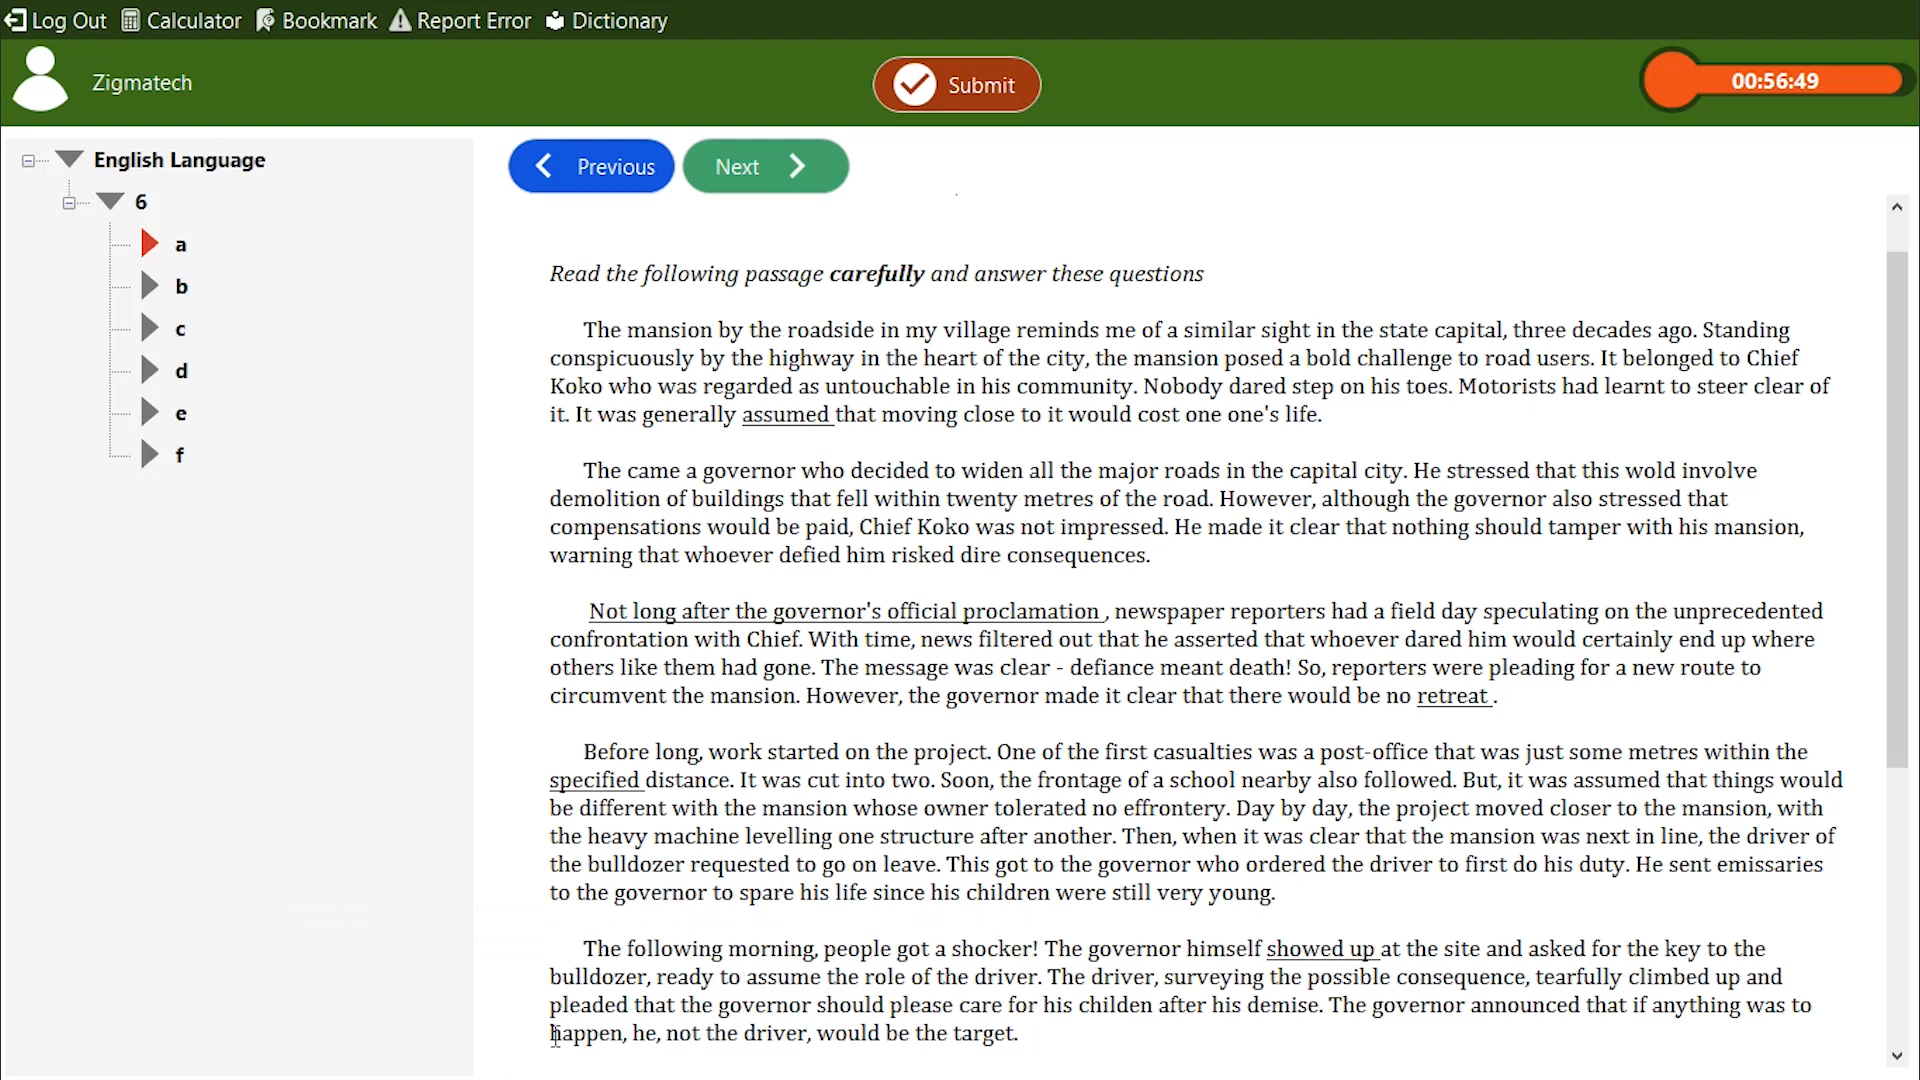 Log Out Calculator Bookmark Report Error Dictionary
Zigmatech
Submit
00:56:49
English Language
6
a
b
c
d
e
f
Previous
Next
Read the following passage carefully and answer these questions
The mansion by the roadside in my village reminds me of a similar sight in the state capital, three decades ago. Standing
conspicuously by the highway in the heart of the city, the mansion posed a bold challenge to road users. It belonged to Chief
Koko who was regarded as untouchable in his community. Nobody dared step on his toes. Motorists had learnt to steer clear of
it. It was generally assumed that moving close to it would cost one one's life.
The came a governor who decided to widen all the major roads in the capital city. He stressed that this wold involve
demolition of buildings that fell within twenty metres of the road. However, although the governor also stressed that
compensations would be paid, Chief Koko was not impressed. He made it clear that nothing should tamper with his mansion,
warning that whoever defied him risked dire consequences.
Not long after the governor's official proclamation , newspaper reporters had a field day speculating on the unprecedented
confrontation with Chief. With time, news filtered out that he asserted that whoever dared him would certainly end up where
others like them had gone. The message was clear - defiance meant death! So, reporters were pleading for a new route to
circumvent the mansion. However, the governor made it clear that there would be no retreat .
Before long, work started on the project. One of the first casualties was a post-office that was just some metres within the
specified distance. It was cut into two. Soon, the frontage of a school nearby also followed. But, it was assumed that things would
be different with the mansion whose owner tolerated no effrontery. Day by day, the project moved closer to the mansion, with
the heavy machine levelling one structure after another. Then, when it was clear that the mansion was next in line, the driver of
the bulldozer requested to go on leave. This got to the governor who ordered the driver to first do his duty. He sent emissaries
to the governor to spare his life since his children were still very young.
The following morning, people got a shocker! The governor himself showed up at the site and asked for the key to the
bulldozer, ready to assume the role of the driver. The driver, surveying the possible consequence, tearfully climbed up and
pleaded that the governor should please care for his childen after his demise. The governor announced that if anything was to
happen, he, not the driver, would be the target.